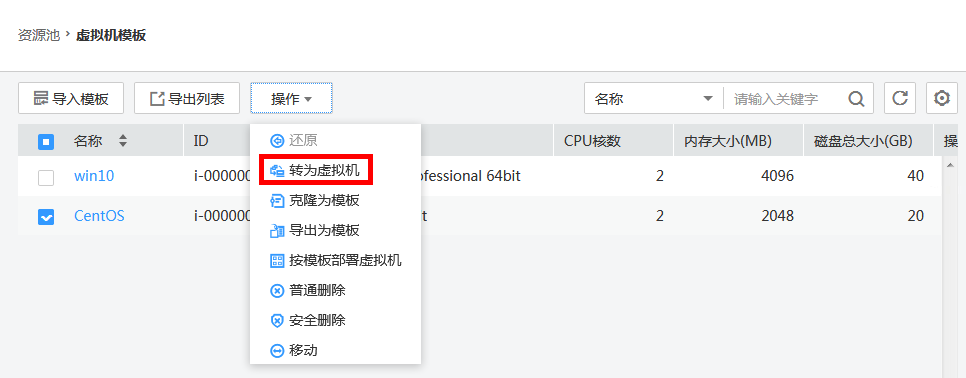 资源池 › 虚拟机模板
导入模板 导出列表 操作 名称 请输入关键字
名称 ID CPU核数 内存大小(MB) 磁盘总大小(GB) 操
win10 i-000000 ofessional 64bit 2 4096 40
CentOS i-000000 t 2 2048 20
还原
转为虚拟机
克隆为模板
导出为模板
按模板部署虚拟机
普通删除
安全删除
移动